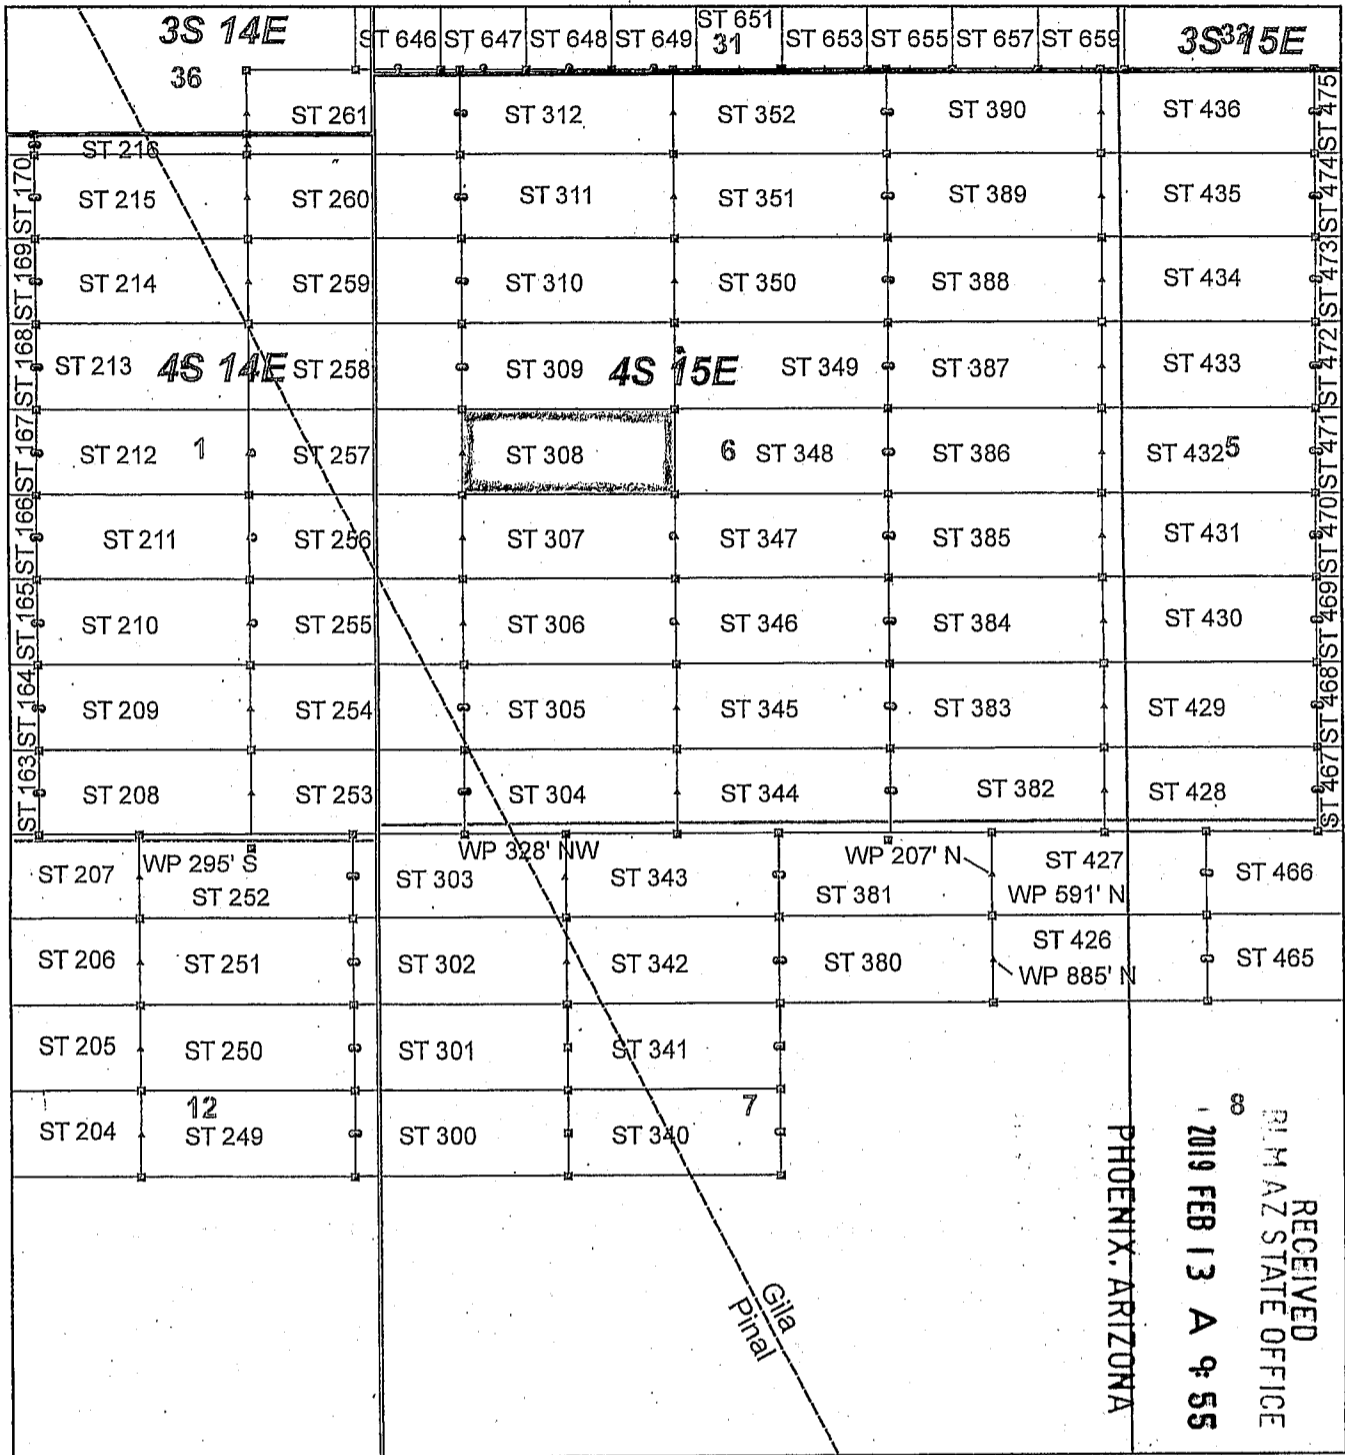 3S 14E
ST 646 ST 647 ST 648 ST 649 ST 651 ST 653 ST 655 ST 657 ST 659
31
3S 15E
36
ST 261 ST 312 ST 352 ST 390 ST 436 ST 475
ST 216
ST 170 ST 215 ST 260 ST 311 ST 351 ST 389 ST 435 ST 474
ST 169 ST 214 ST 259 ST 310 ST 350 ST 388 ST 434 ST 473
ST 168 ST 213 4S 14E ST 258 ST 309 4S 15E ST 349 ST 387 ST 433 ST 472
ST 167 ST 212 1 ST 257 ST 308 6 ST 348 ST 386 ST 432 5 ST 471
ST 166 ST 211 ST 256 ST 307 ST 347 ST 385 ST 431 ST 470
ST 165 ST 210 ST 255 ST 306 ST 346 ST 384 ST 430 ST 469
ST 164 ST 209 ST 254 ST 305 ST 345 ST 383 ST 429 ST 468
ST 163 ST 208 ST 253 ST 304 ST 344 ST 382 ST 428 ST 467
WP 295' S WP 328' NW WP 207' N
ST 207 ST 252 ST 303 ST 343 ST 381 ST 427 ST 466
WP 591' N
ST 206 ST 251 ST 302 ST 342 ST 380 ST 426 ST 465
WP 885' N
ST 205 ST 250 ST 301 ST 341
12 7 8
ST 204 ST 249 ST 300 ST 340
Gila
Pinal
RECEIVED
BLM AZ STATE OFFICE
2019 FEB 13 A 9:55
PHOENIX, ARIZONA